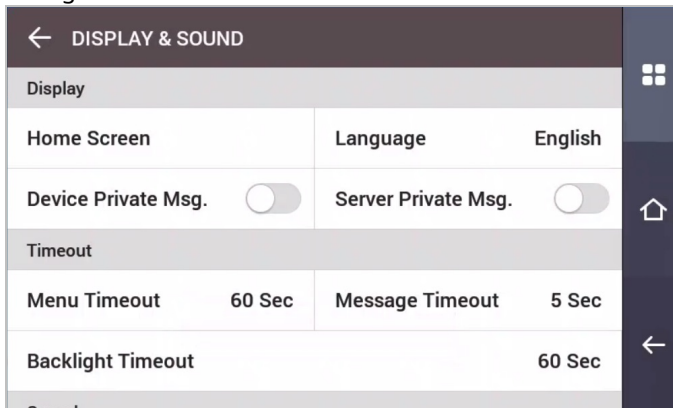 DISPLAY & SOUND
Display
Home Screen
Language English
Device Private Msg.
Server Private Msg.
Timeout
Menu Timeout 60 Sec
Message Timeout 5 Sec
Backlight Timeout 60 Sec